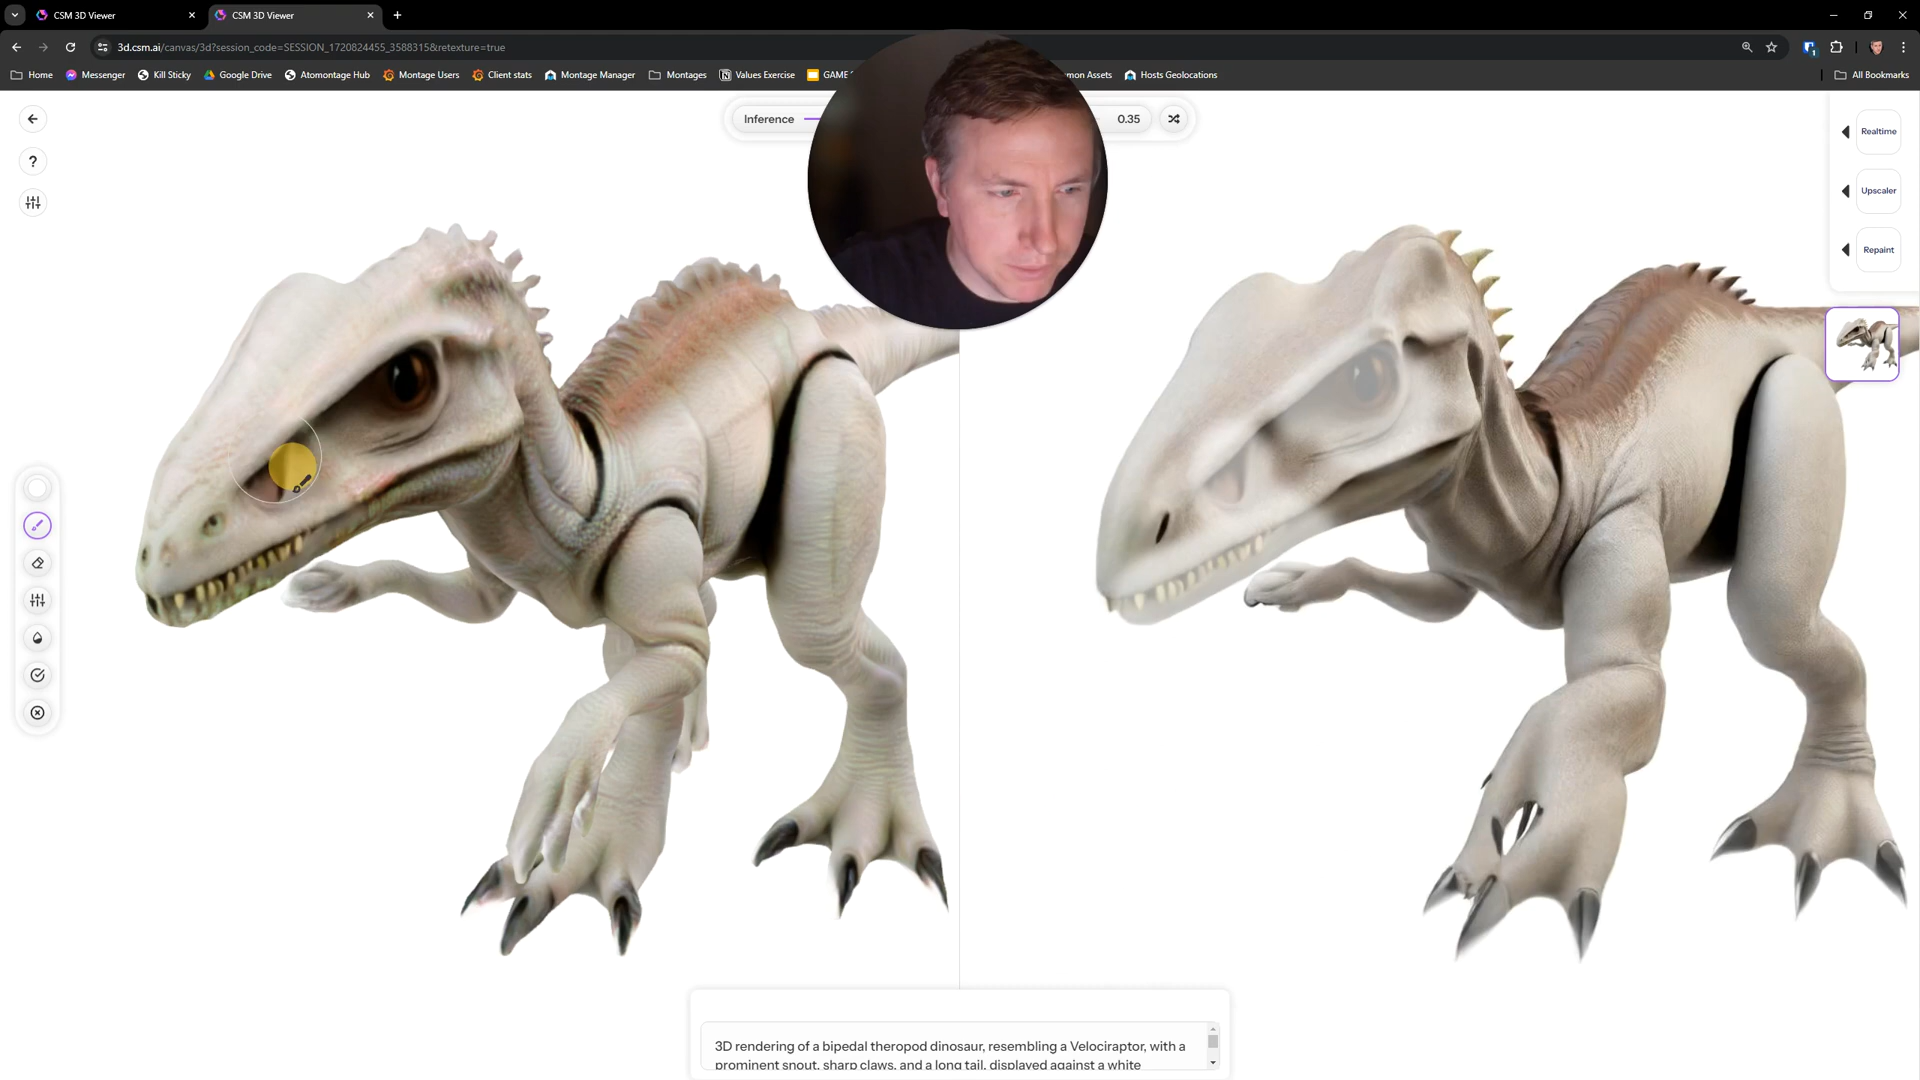 CSM 3D Viewer
CSM 3D Viewer
3d.csm.ai/canvas/3d?session_code=SESSION_1720824455_3588315&retexture=true
Home Messenger Kill Sticky Google Drive Atomontage Hub Montage Users Client stats Montage Manager Montages Values Exercise GAME mon Assets Hosts Geolocations All Bookmarks
Inference 0.35
?
Realtime
Upscaler
Repaint
3D rendering of a bipedal theropod dinosaur, resembling a Velociraptor, with a
prominent snout, sharp claws, and a long tail, displayed against a white